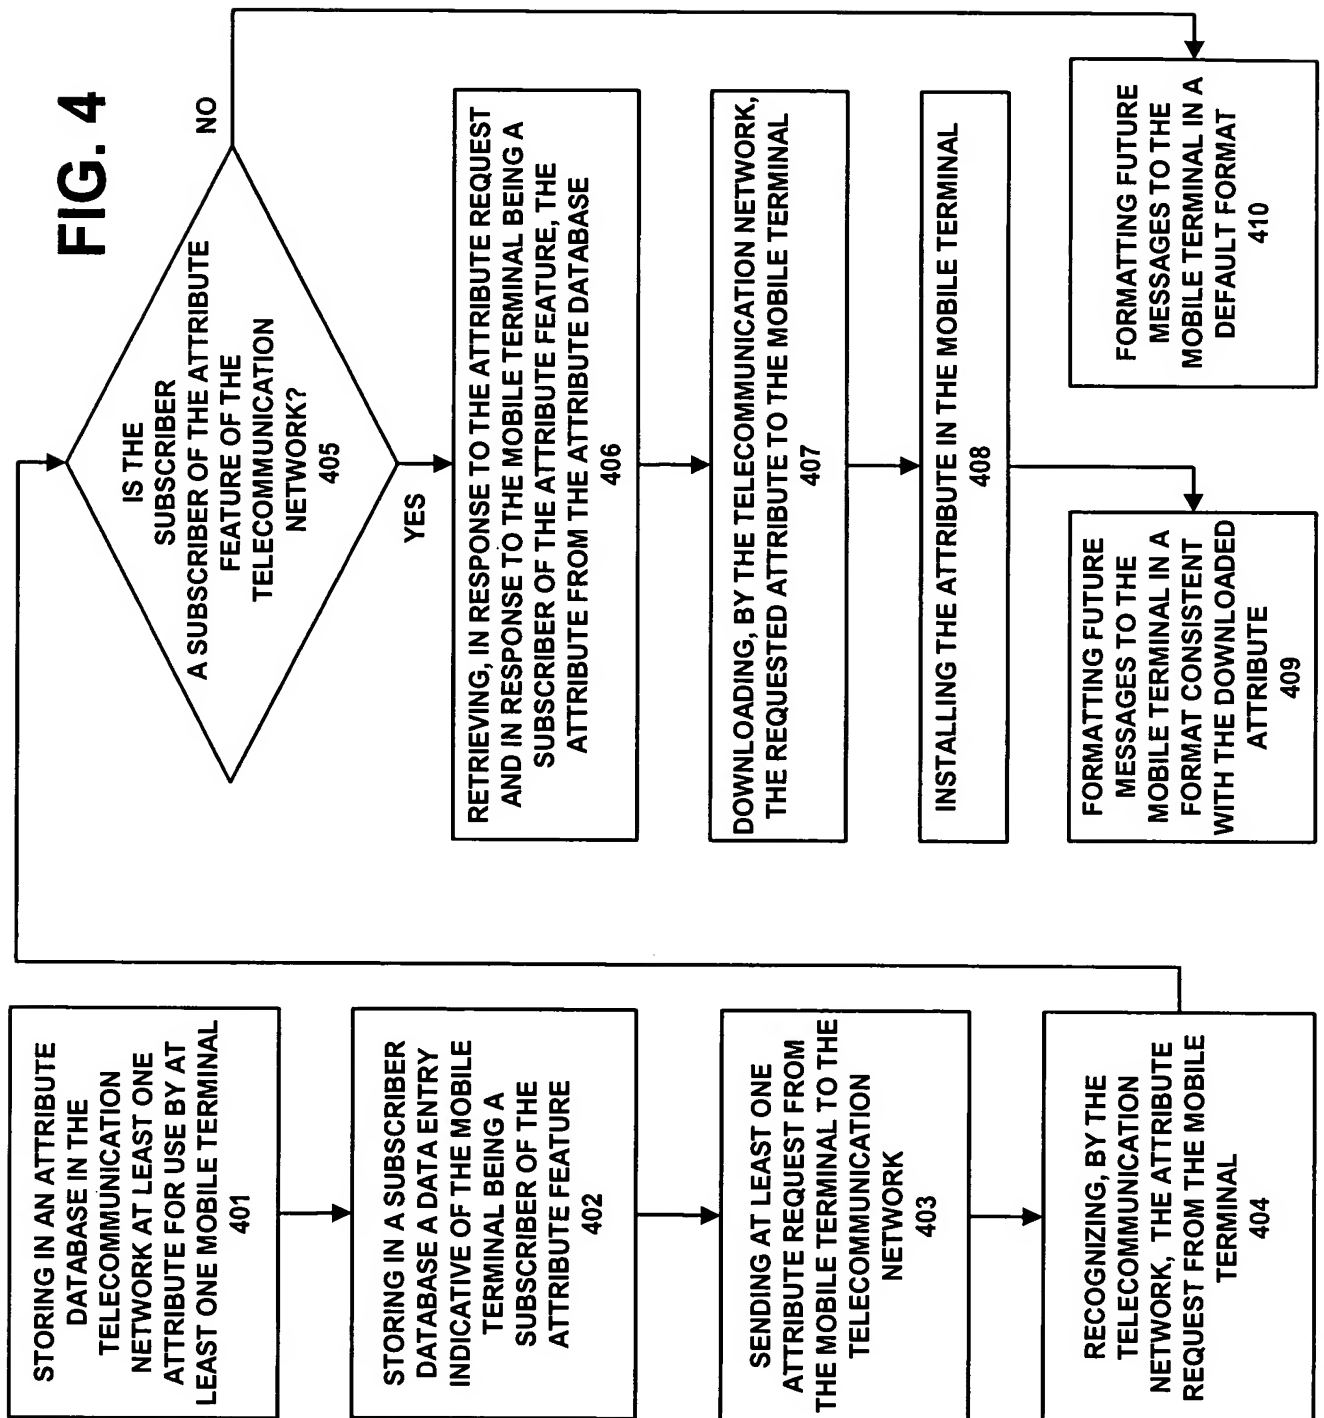 FIG. 4
STORING IN AN ATTRIBUTE
DATABASE IN THE
TELECOMMUNICATION
NETWORK AT LEAST ONE
ATTRIBUTE FOR USE BY AT
LEAST ONE MOBILE TERMINAL
401
STORING IN A SUBSCRIBER
DATABASE A DATA ENTRY
INDICATIVE OF THE MOBILE
TERMINAL BEING A
SUBSCRIBER OF THE
ATTRIBUTE FEATURE
402
SENDING AT LEAST ONE
ATTRIBUTE REQUEST FROM
THE MOBILE TERMINAL TO THE
TELECOMMUNICATION
NETWORK
403
RECOGNIZING, BY THE
TELECOMMUNICATION
NETWORK, THE ATTRIBUTE
REQUEST FROM THE MOBILE
TERMINAL
404
IS THE
SUBSCRIBER
A SUBSCRIBER OF THE ATTRIBUTE
FEATURE OF THE
TELECOMMUNICATION
NETWORK?
405
NO
YES
RETRIEVING, IN RESPONSE TO THE ATTRIBUTE REQUEST
AND IN RESPONSE TO THE MOBILE TERMINAL BEING A
SUBSCRIBER OF THE ATTRIBUTE FEATURE, THE
ATTRIBUTE FROM THE ATTRIBUTE DATABASE
406
DOWNLOADING, BY THE TELECOMMUNICATION NETWORK,
THE REQUESTED ATTRIBUTE TO THE MOBILE TERMINAL
407
INSTALLING THE ATTRIBUTE IN THE MOBILE TERMINAL
408
FORMATTING FUTURE
MESSAGES TO THE
MOBILE TERMINAL IN A
FORMAT CONSISTENT
WITH THE DOWNLOADED
ATTRIBUTE
409
FORMATTING FUTURE
MESSAGES TO THE
MOBILE TERMINAL IN A
DEFAULT FORMAT
410